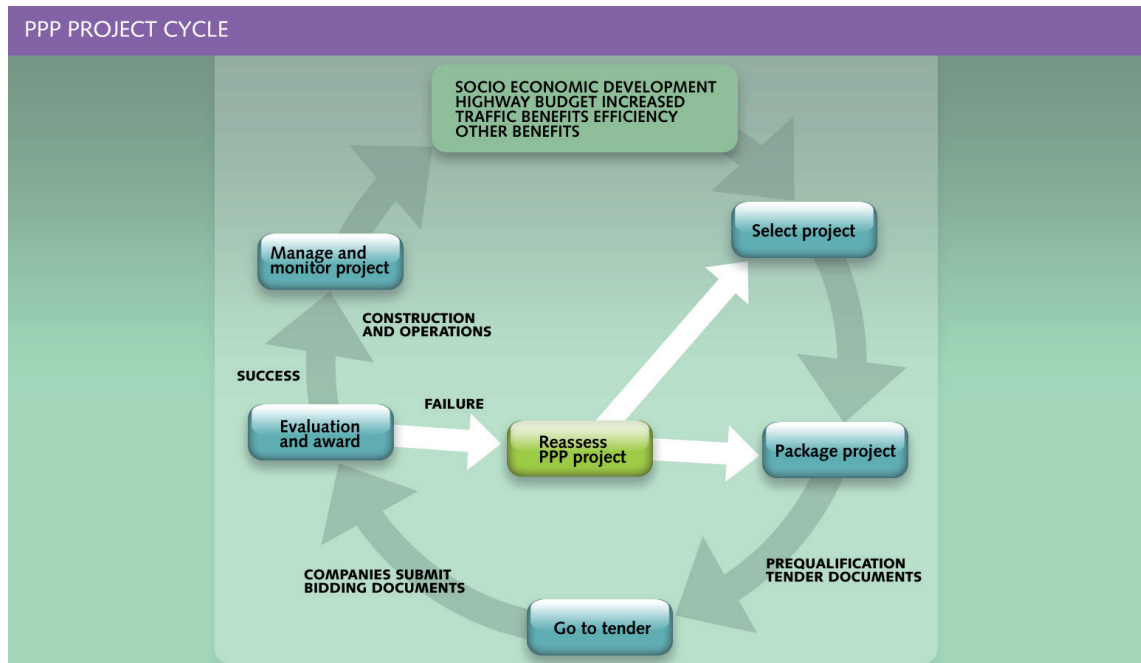 PPP PROJECT CYCLE
SOCIO ECONOMIC DEVELOPMENT
HIGHWAY BUDGET INCREASED
TRAFFIC BENEFITS EFFICIENCY
OTHER BENEFITS
Select project
Manage and
monitor project
CONSTRUCTION
AND OPERATIONS
SUCCESS
FAILURE
Evaluation
and award
Reassess
PPP project
Package project
PREQUALIFICATION
TENDER DOCUMENTS
COMPANIES SUBMIT
BIDDING DOCUMENTS
Go to tender